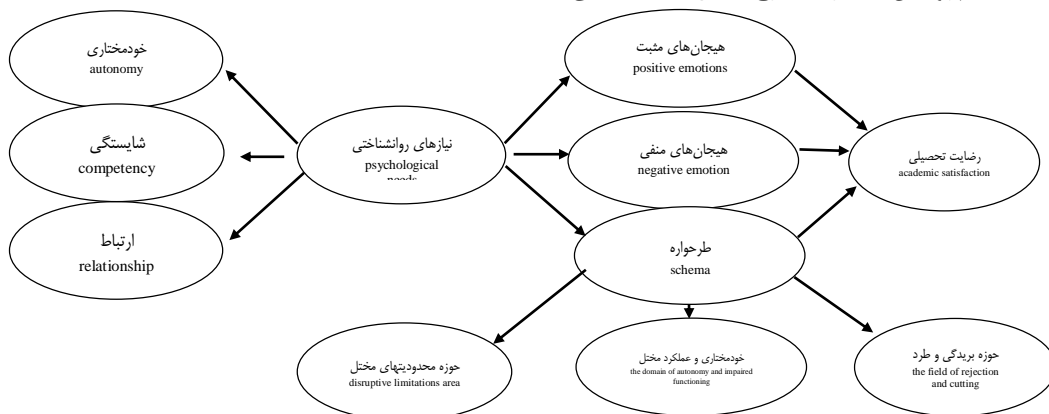 خودمختاری
autonomy
هیجان‌های مثبت
positive emotions
شایستگی
competency
نیازهای روانشناختی
psychological
needs
هیجان‌های منفی
negative emotion
رضایت تحصیلی
academic satisfaction
ارتباط
relationship
طرحواره
schema
حوزه محدودیتهای مختل
disruptive limitations area
خودمختاری و عملکرد مختل
the domain of autonomy and impaired
functioning
حوزه بریدگی و طرد
the field of rejection
and cutting